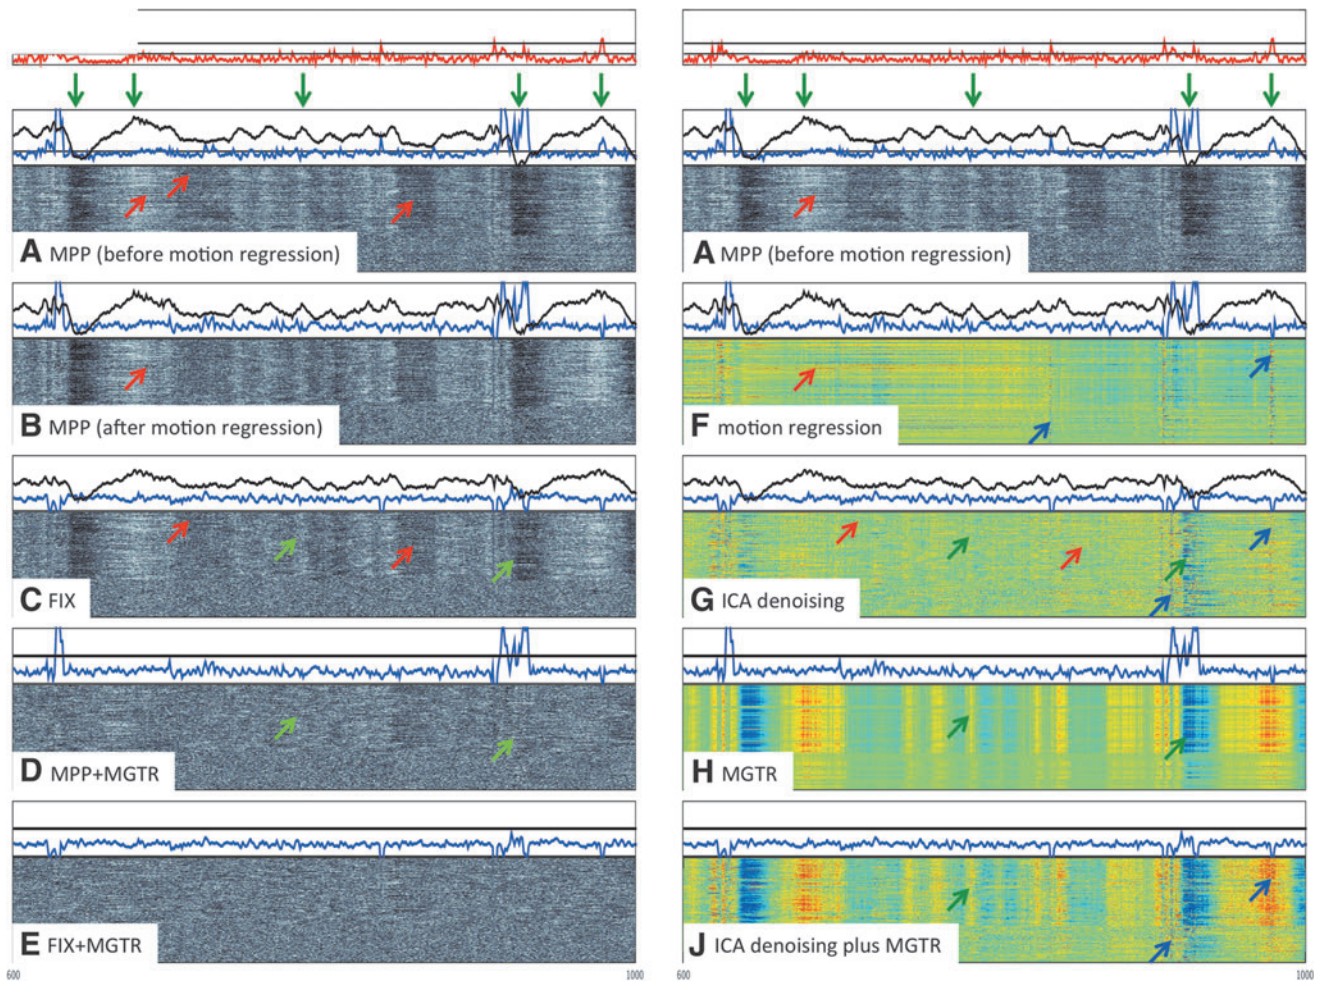 A MPP (before motion regression)
B MPP (after motion regression)
C FIX
D MPP+MGTR
E FIX+MGTR
600 1000
A MPP (before motion regression)
F motion regression
G ICA denoising
H MGTR
J ICA denoising plus MGTR
600 1000